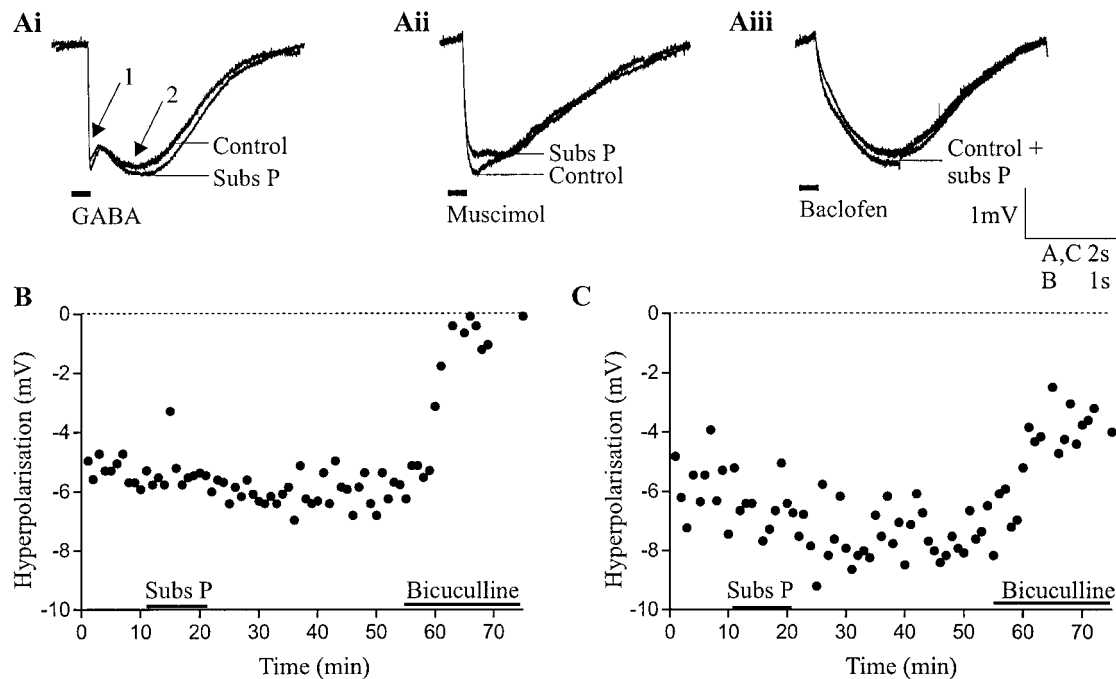 Ai
Aii
Aiii
1
2
Control
Subs P
GABA
Subs P
Control
Muscimol
Control +
subs P
Baclofen
1mV
A,C 2s
B 1s
B
0
-2
-4
-6
-8
-10
Hyperpolarisation (mV)
Subs P
Bicuculline
0 10 20 30 40 50 60 70
Time (min)
C
0
-2
-4
-6
-8
-10
Hyperpolarisation (mV)
Subs P
Bicuculline
0 10 20 30 40 50 60 70
Time (min)